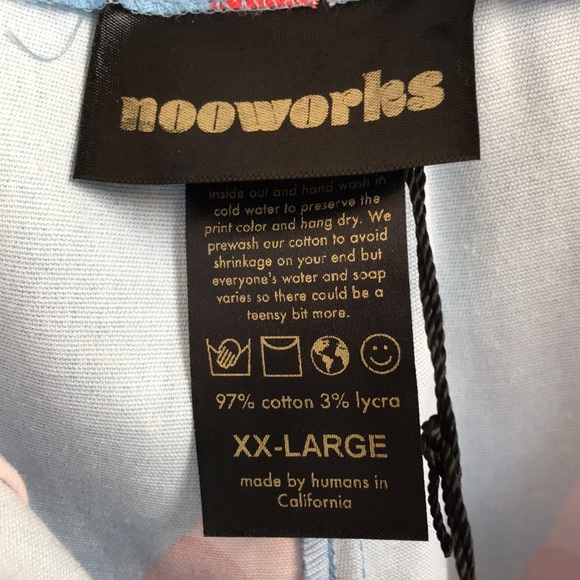 nooworks
inside out and hand wash in
cold water to preserve the
print color and hang dry. We
prewash our cotton to avoid
shrinkage on your end but
everyone's water and soap
varies so there could be a
teensy bit more.
97% cotton 3% lycra
XX-LARGE
made by humans in
California